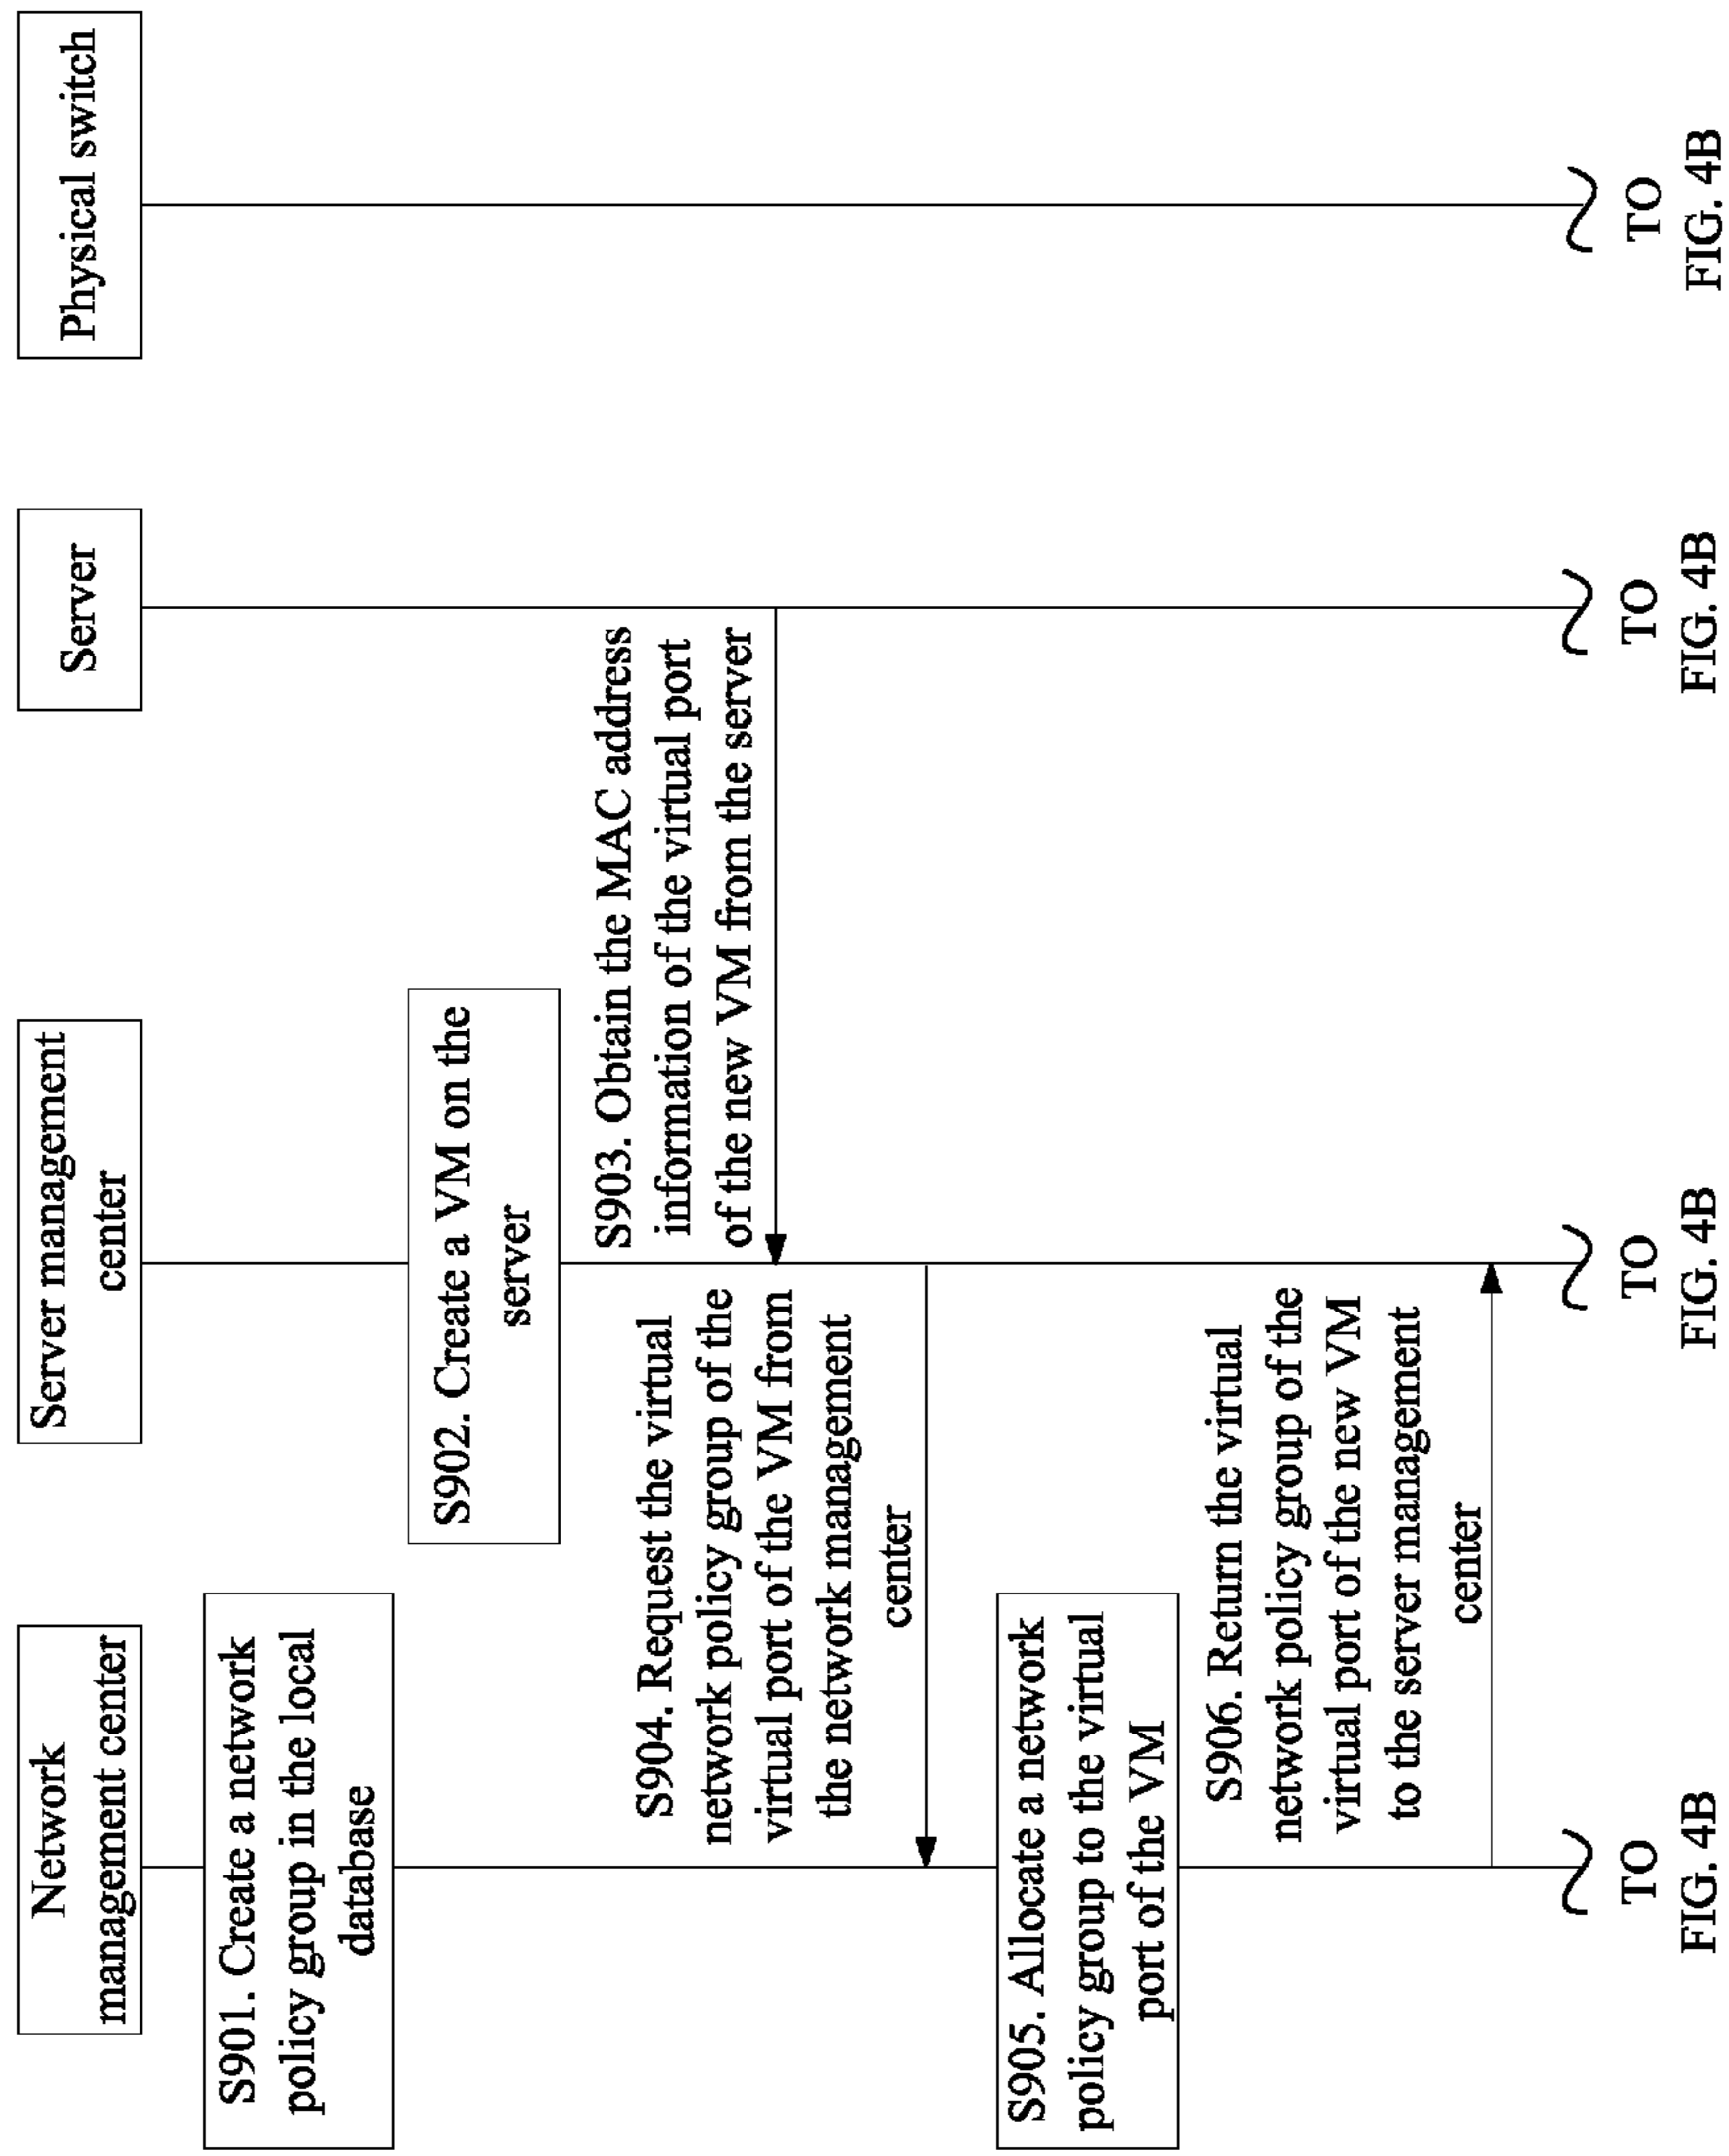 Network
management center
Server management
center
Server
Physical switch
S901. Create a network
policy group in the local
database
S902. Create a VM on the
server
S903. Obtain the MAC address
information of the virtual port
of the new VM from the server
S904. Request the virtual
network policy group of the
virtual port of the VM from
the network management
center
S905. Allocate a network
policy group to the virtual
port of the VM
S906. Return the virtual
network policy group of the
virtual port of the new VM
to the server management
center
TO
FIG. 4B
TO
FIG. 4B
TO
FIG. 4B
TO
FIG. 4B